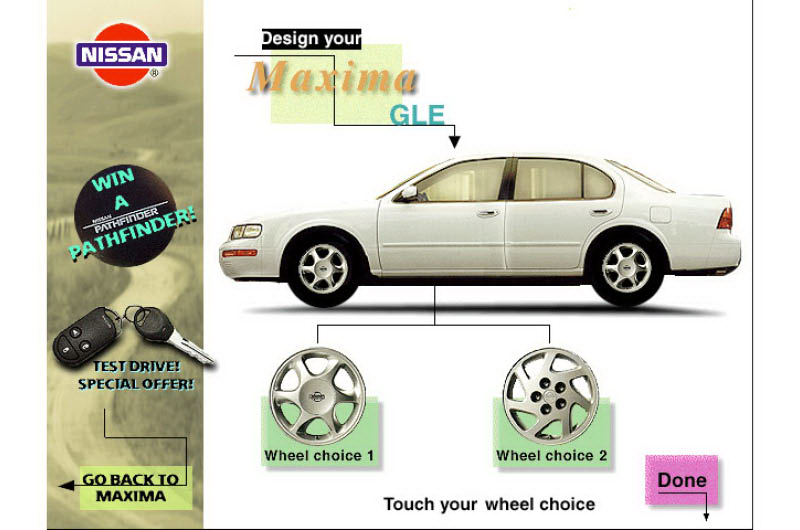 NISSAN
®
WIN
A
NISSAN
PATHFINDER
PATHFINDER!
TEST DRIVE!
SPECIAL OFFER!
GO BACK TO
MAXIMA
Design your
Maxima
GLE
Wheel choice 1
Wheel choice 2
Touch your wheel choice
Done